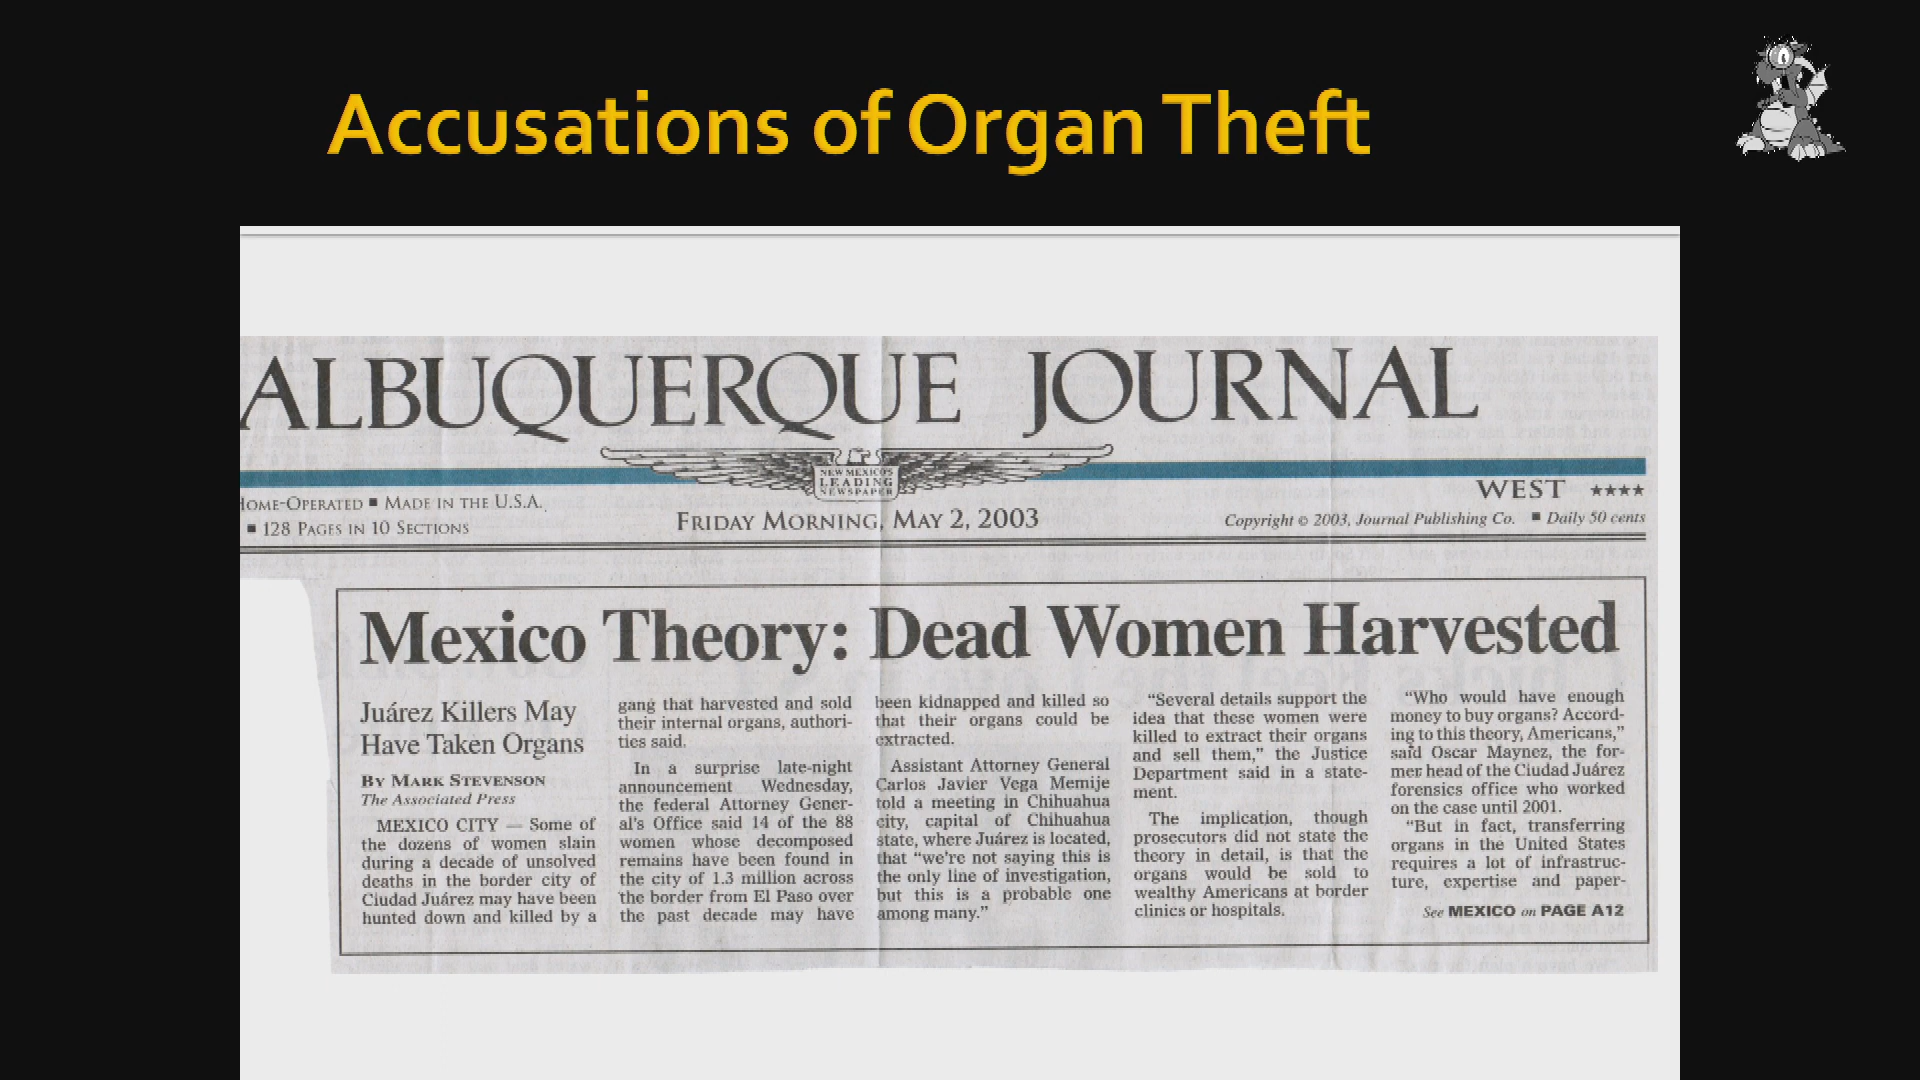 Accusations of Organ Theft
ALBUQUERQUE JOURNAL
NEW MEXICO'S
LEADING
NEWSPAPER
HOME-OPERATED ■ MADE IN THE U.S.A.
WEST ★★★★
■ 128 PAGES IN 10 SECTIONS
FRIDAY MORNING, MAY 2, 2003
Copyright © 2003, Journal Publishing Co. ■ Daily 50 cents
Mexico Theory: Dead Women Harvested
Juárez Killers May
Have Taken Organs
BY MARK STEVENSON
The Associated Press
MEXICO CITY — Some of
the dozens of women slain
during a decade of unsolved
deaths in the border city of
Ciudad Juárez may have been
hunted down and killed by a
gang that harvested and sold
their internal organs, authori-
ties said.
In a surprise late-night
announcement Wednesday,
the federal Attorney Gener-
al's Office said 14 of the 88
women whose decomposed
remains have been found in
the city of 1.3 million across
the border from El Paso over
the past decade may have
been kidnapped and killed so
that their organs could be
extracted.
Assistant Attorney General
Carlos Javier Vega Memije
told a meeting in Chihuahua
city, capital of Chihuahua
state, where Juárez is located,
that “we're not saying this is
the only line of investigation,
but this is a probable one
among many.”
“Several details support the
idea that these women were
killed to extract their organs
and sell them,” the Justice
Department said in a state-
ment.
The implication, though
prosecutors did not state the
theory in detail, is that the
organs would be sold to
wealthy Americans at border
clinics or hospitals.
“Who would have enough
money to buy organs? Accord-
ing to this theory, Americans,”
said Oscar Maynez, the for-
mer head of the Ciudad Juárez
forensics office who worked
on the case until 2001.
“But in fact, transferring
organs in the United States
requires a lot of infrastruc-
ture, expertise and paper-
See MEXICO on PAGE A12